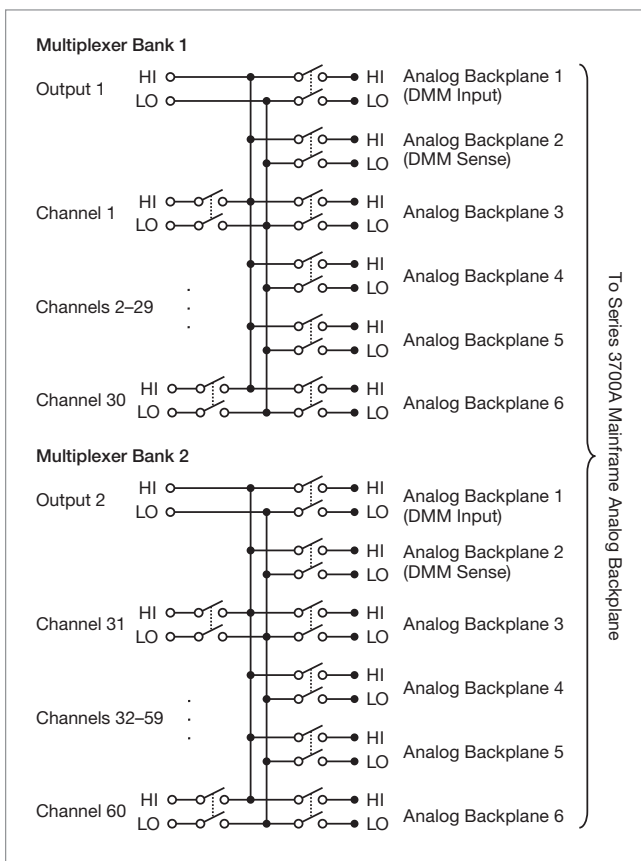 Multiplexer Bank 1
Output 1
HI HI Analog Backplane 1
LO LO (DMM Input)
HI Analog Backplane 2
LO (DMM Sense)
Channel 1
HI HI
LO LO Analog Backplane 3
HI
LO Analog Backplane 4
Channels 2–29
HI
LO Analog Backplane 5
Channel 30
HI HI
LO LO Analog Backplane 6
Multiplexer Bank 2
Output 2
HI HI Analog Backplane 1
LO LO (DMM Input)
HI Analog Backplane 2
LO (DMM Sense)
Channel 31
HI HI
LO LO Analog Backplane 3
HI
LO Analog Backplane 4
Channels 32–59
HI
LO Analog Backplane 5
Channel 60
HI HI
LO LO Analog Backplane 6
To Series 3700A Mainframe Analog Backplane